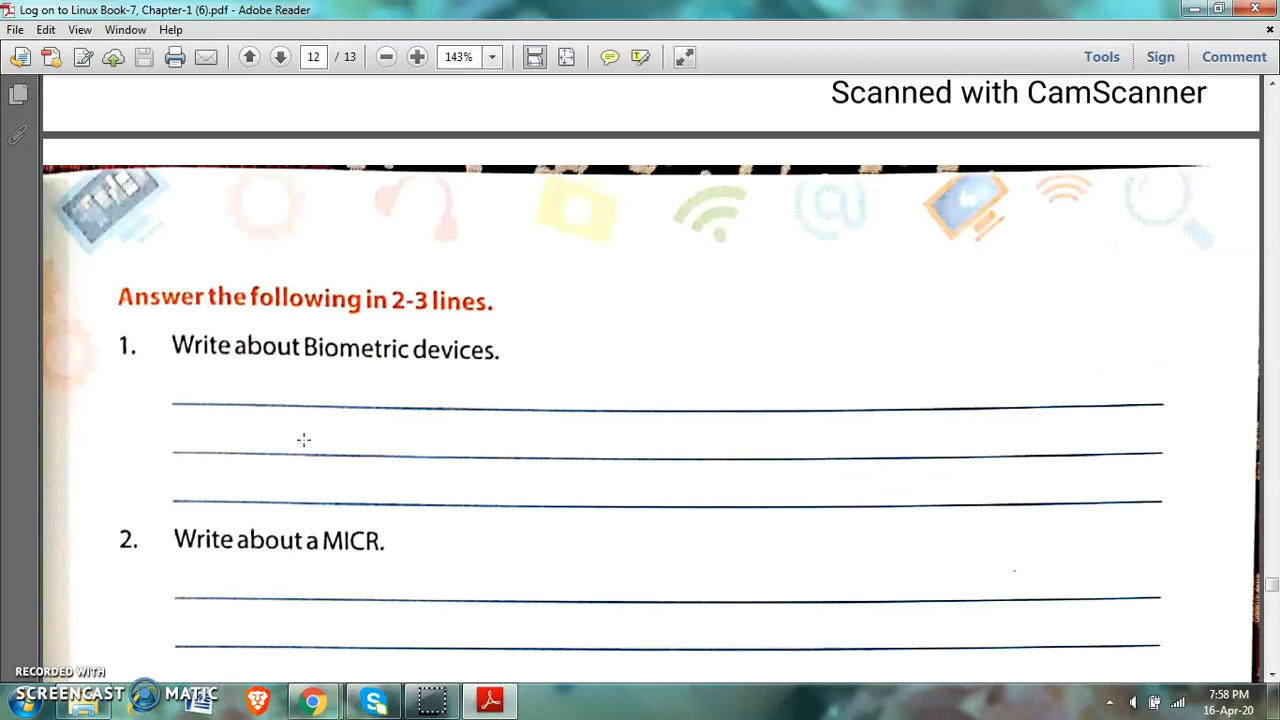 Log on to Linux Book-7, Chapter-1 (6).pdf - Adobe Reader
File Edit View Window Help
12 / 13 143% Tools Sign Comment
Scanned with CamScanner
Answer the following in 2-3 lines.
1. Write about Biometric devices.
2. Write about a MICR.
RECORDED WITH
SCREENCAST MATIC
7:58 PM
16-Apr-20